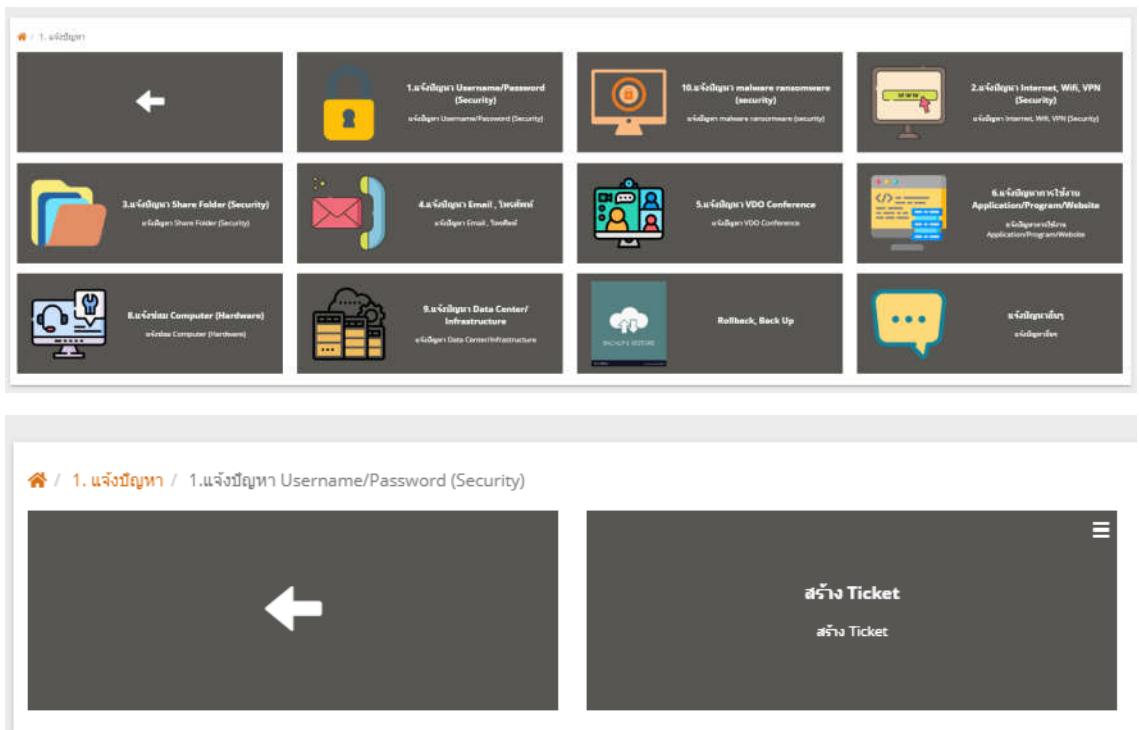 / 1. แจ้งปัญหา
1.แจ้งปัญหา Username/Password
(Security)
แจ้งปัญหา Username/Password (Security)
10.แจ้งปัญหา malware ransomware
(security)
แจ้งปัญหา malware ransomware (security)
www
2.แจ้งปัญหา Internet, Wifi, VPN
(Security)
แจ้งปัญหา Internet, Wifi, VPN (Security)
3.แจ้งปัญหา Share Folder (Security)
แจ้งปัญหา Share Folder (Security)
4.แจ้งปัญหา Email , โทรศัพท์
แจ้งปัญหา Email , โทรศัพท์
5.แจ้งปัญหา VDO Conference
แจ้งปัญหา VDO Conference
6.แจ้งปัญหาการใช้งาน
Application/Program/Website
แจ้งปัญหาการใช้งาน
Application/Program/Website
8.แจ้งซ่อม Computer (Hardware)
แจ้งซ่อม Computer (Hardware)
9.แจ้งปัญหา Data Center/
Infrastructure
แจ้งปัญหา Data Center/Infrastructure
BACKUP & RESTORE
Rollback, Back Up
แจ้งปัญหาอื่นๆ
แจ้งปัญหาอื่นๆ
/ 1. แจ้งปัญหา / 1.แจ้งปัญหา Username/Password (Security)
สร้าง Ticket
สร้าง Ticket